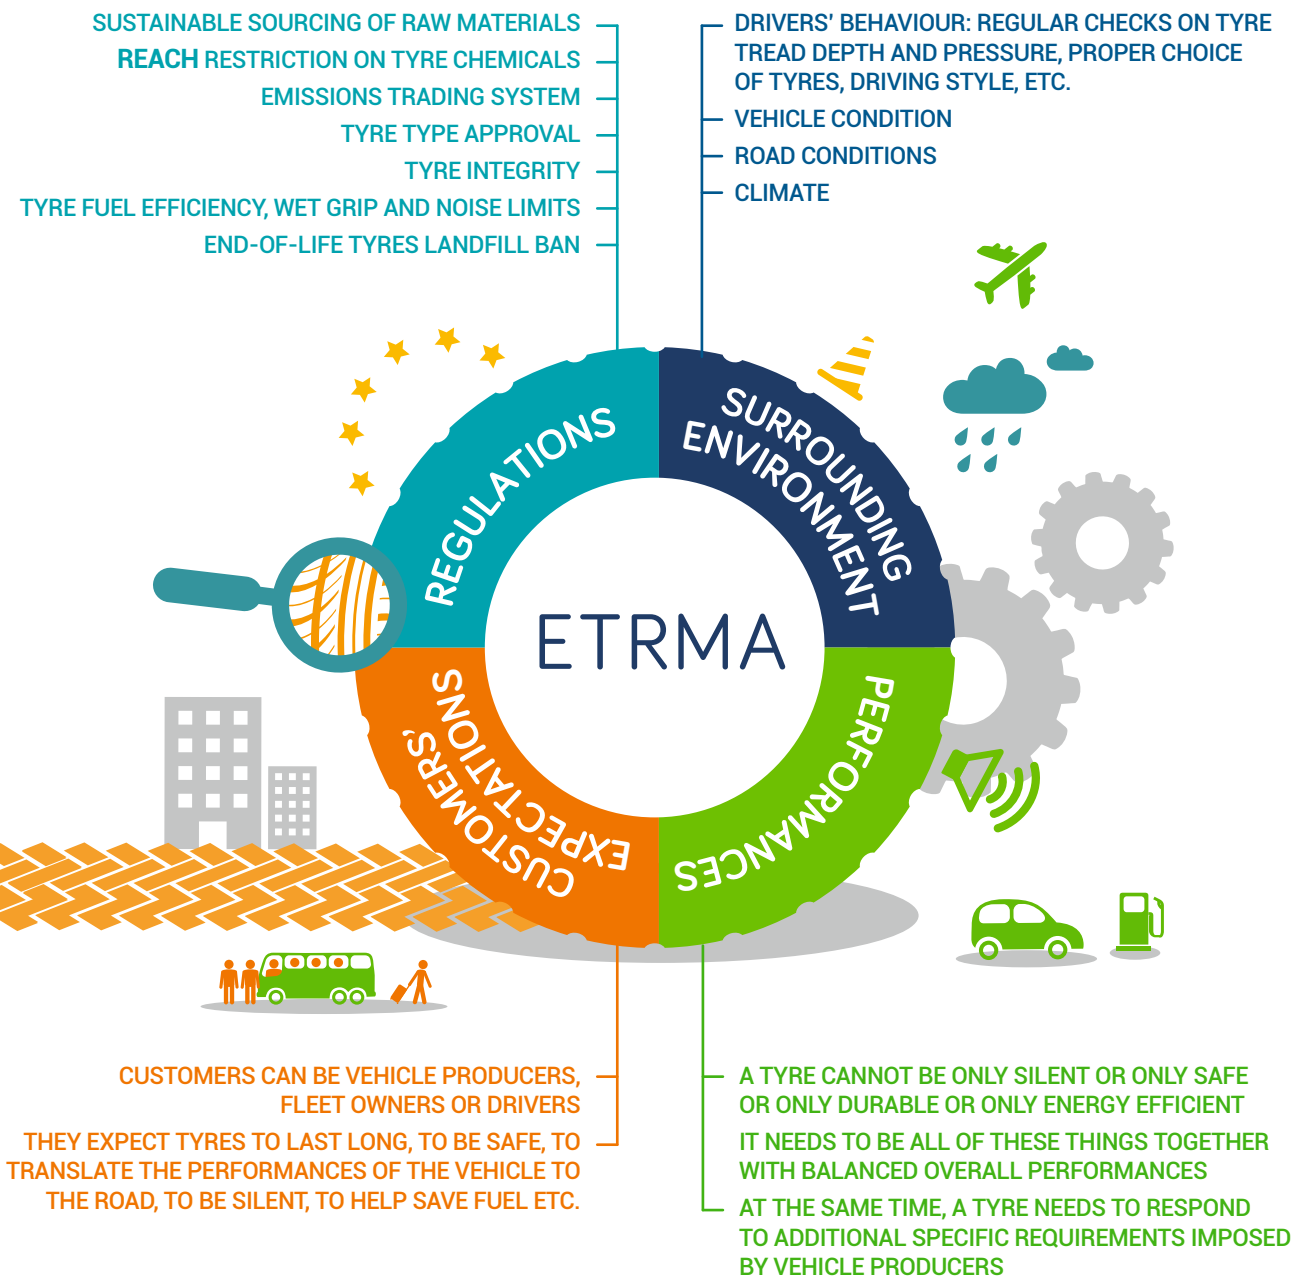 SUSTAINABLE SOURCING OF RAW MATERIALS
REACH RESTRICTION ON TYRE CHEMICALS
EMISSIONS TRADING SYSTEM
TYRE TYPE APPROVAL
TYRE INTEGRITY
TYRE FUEL EFFICIENCY, WET GRIP AND NOISE LIMITS
END-OF-LIFE TYRES LANDFILL BAN
DRIVERS' BEHAVIOUR: REGULAR CHECKS ON TYRE
TREAD DEPTH AND PRESSURE, PROPER CHOICE
OF TYRES, DRIVING STYLE, ETC.
VEHICLE CONDITION
ROAD CONDITIONS
CLIMATE
REGULATIONS
SURROUNDING
ENVIRONMENT
ETRMA
CUSTOMERS'
EXPECTATIONS
PERFORMANCES
CUSTOMERS CAN BE VEHICLE PRODUCERS,
FLEET OWNERS OR DRIVERS
THEY EXPECT TYRES TO LAST LONG, TO BE SAFE, TO
TRANSLATE THE PERFORMANCES OF THE VEHICLE TO
THE ROAD, TO BE SILENT, TO HELP SAVE FUEL ETC.
A TYRE CANNOT BE ONLY SILENT OR ONLY SAFE
OR ONLY DURABLE OR ONLY ENERGY EFFICIENT
IT NEEDS TO BE ALL OF THESE THINGS TOGETHER
WITH BALANCED OVERALL PERFORMANCES
AT THE SAME TIME, A TYRE NEEDS TO RESPOND
TO ADDITIONAL SPECIFIC REQUIREMENTS IMPOSED
BY VEHICLE PRODUCERS